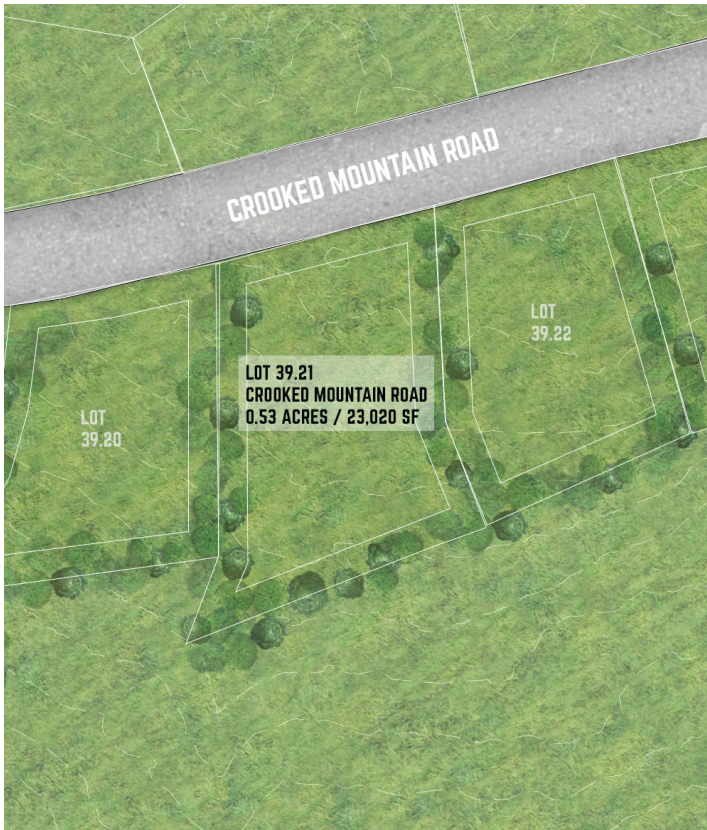 CROOKED MOUNTAIN ROAD
LOT
39.22
LOT 39.21
CROOKED MOUNTAIN ROAD
0.53 ACRES / 23,020 SF
LOT
39.20